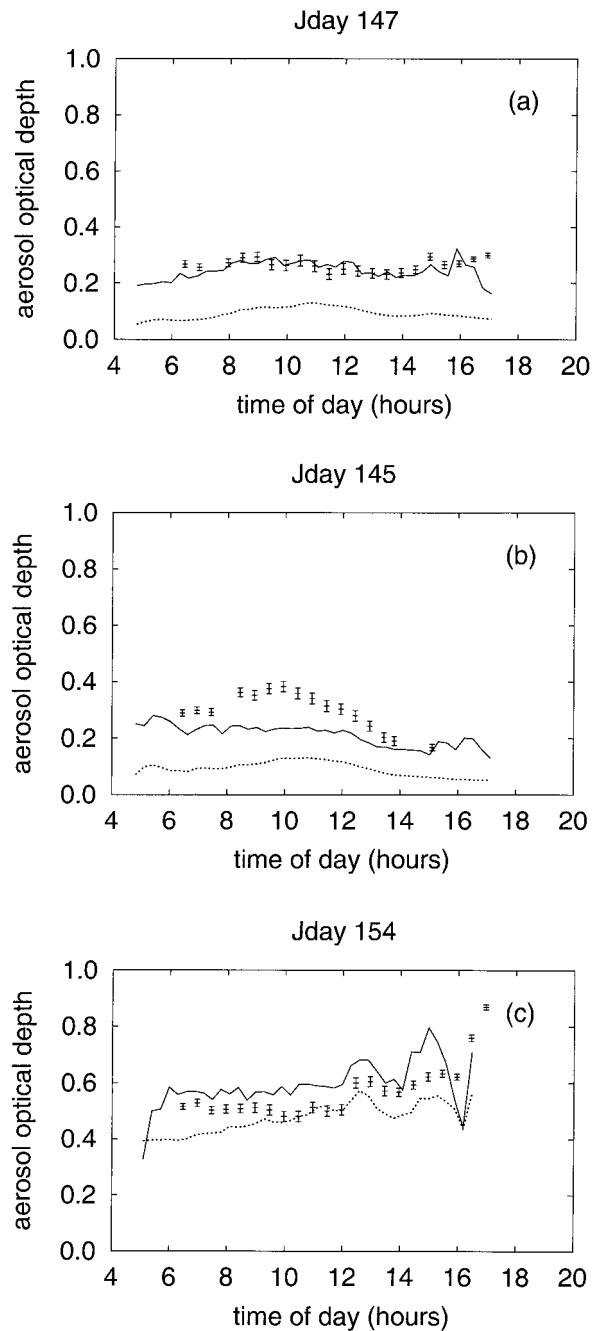 Jday 147
1.0
(a)
0.8
0.6
0.4
0.2
0.0
aerosol optical depth
4 6 8 10 12 14 16 18 20
time of day (hours)
Jday 145
1.0
(b)
0.8
0.6
0.4
0.2
0.0
aerosol optical depth
4 6 8 10 12 14 16 18 20
time of day (hours)
Jday 154
1.0
(c)
0.8
0.6
0.4
0.2
0.0
aerosol optical depth
4 6 8 10 12 14 16 18 20
time of day (hours)